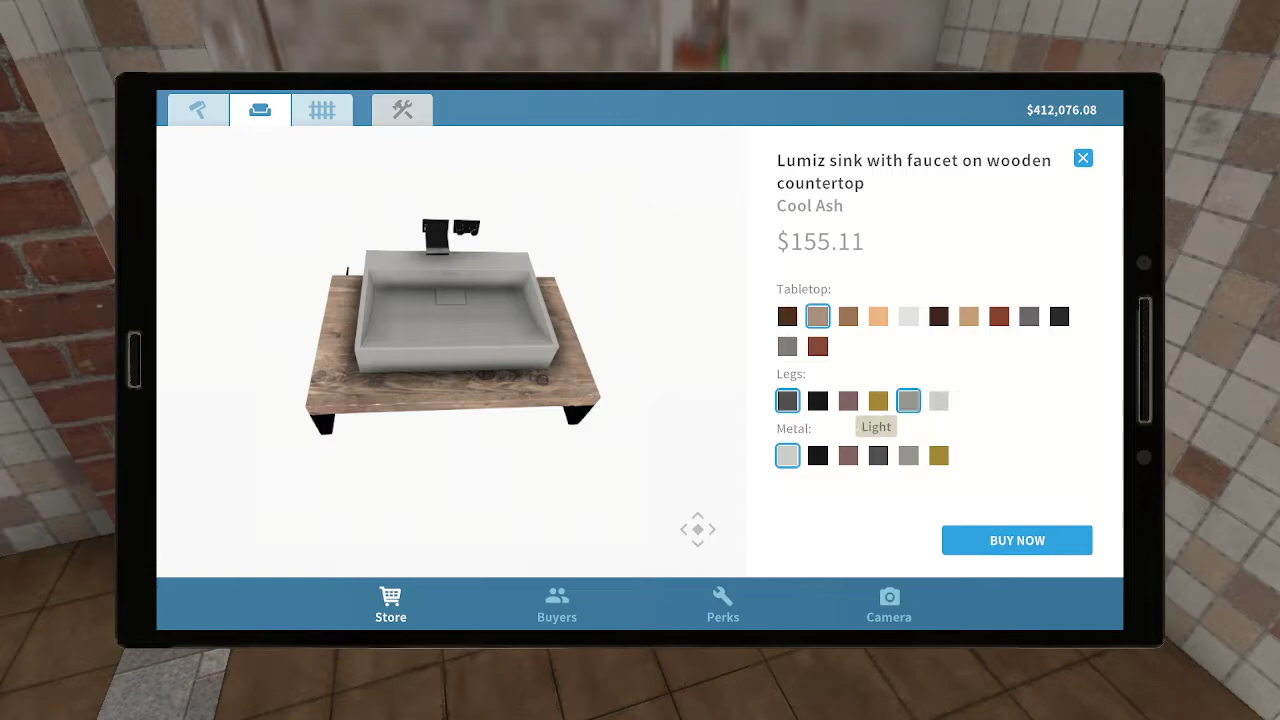 $412,076.08
Lumiz sink with faucet on wooden
countertop
Cool Ash
$155.11
Tabletop:
Legs:
Light
Metal:
BUY NOW
Store
Buyers
Perks
Camera